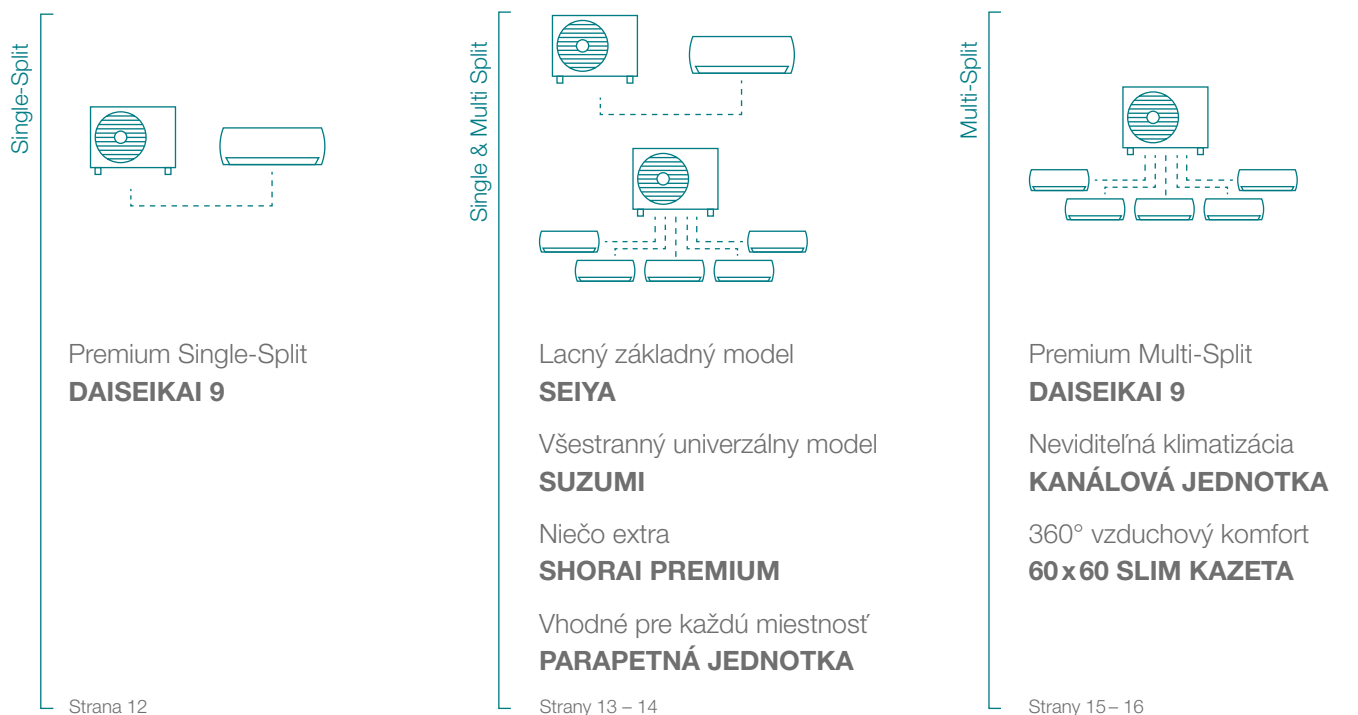 Single-Split
Premium Single-Split
DAISEIKAI 9
Strana 12
Single & Multi Split
Lacný základný model
SEIYA
Všestranný univerzálny model
SUZUMI
Niečo extra
SHORAI PREMIUM
Vhodné pre každú miestnosť
PARAPETNÁ JEDNOTKA
Strany 13 – 14
Multi-Split
Premium Multi-Split
DAISEIKAI 9
Neviditeľná klimatizácia
KANÁLOVÁ JEDNOTKA
360° vzduchový komfort
60 x 60 SLIM KAZETA
Strany 15 – 16